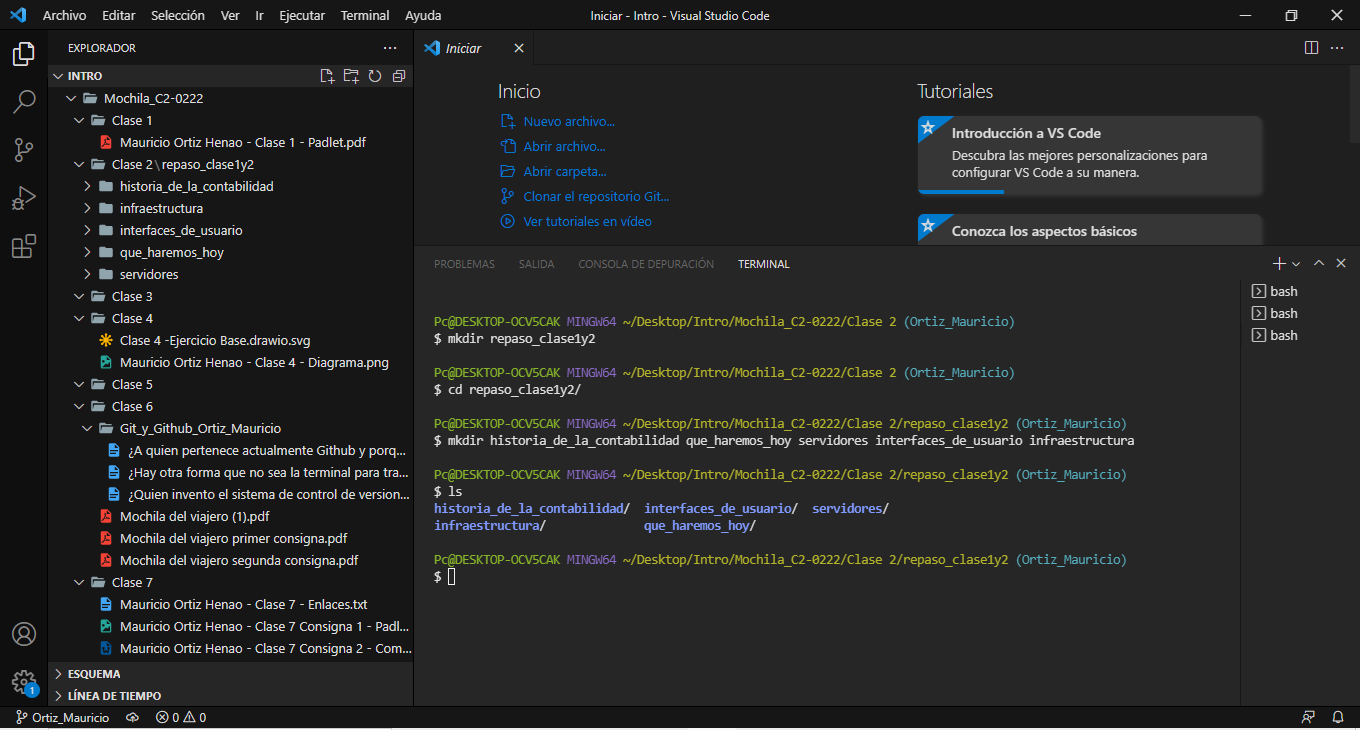 Archivo Editar Selección Ver Ir Ejecutar Terminal Ayuda
Iniciar - Intro - Visual Studio Code
EXPLORADOR
INTRO
Mochila_C2-0222
Clase 1
Mauricio Ortiz Henao - Clase 1 - Padlet.pdf
Clase 2\repaso_clase1y2
historia_de_la_contabilidad
infraestructura
interfaces_de_usuario
que_haremos_hoy
servidores
Clase 3
Clase 4
Clase 4 -Ejercicio Base.drawio.svg
Mauricio Ortiz Henao - Clase 4 - Diagrama.png
Clase 5
Clase 6
Git_y_Github_Ortiz_Mauricio
¿A quien pertenece actualmente Github y porq...
¿Hay otra forma que no sea la terminal para tra...
¿Quien invento el sistema de control de version...
Mochila del viajero (1).pdf
Mochila del viajero primer consigna.pdf
Mochila del viajero segunda consigna.pdf
Clase 7
Mauricio Ortiz Henao - Clase 7 - Enlaces.txt
Mauricio Ortiz Henao - Clase 7 Consigna 1 - Padl...
Mauricio Ortiz Henao - Clase 7 Consigna 2 - Com...
ESQUEMA
LÍNEA DE TIEMPO
Iniciar
Inicio
Nuevo archivo...
Abrir archivo...
Abrir carpeta...
Clonar el repositorio Git...
Ver tutoriales en vídeo
Tutoriales
Introducción a VS Code
Descubra las mejores personalizaciones para
configurar VS Code a su manera.
Conozca los aspectos básicos
PROBLEMAS SALIDA CONSOLA DE DEPURACIÓN TERMINAL
Pc@DESKTOP-OCV5CAK MINGW64 ~/Desktop/Intro/Mochila_C2-0222/Clase 2 (Ortiz_Mauricio)
$ mkdir repaso_clase1y2
Pc@DESKTOP-OCV5CAK MINGW64 ~/Desktop/Intro/Mochila_C2-0222/Clase 2 (Ortiz_Mauricio)
$ cd repaso_clase1y2/
Pc@DESKTOP-OCV5CAK MINGW64 ~/Desktop/Intro/Mochila_C2-0222/Clase 2/repaso_clase1y2 (Ortiz_Mauricio)
$ mkdir historia_de_la_contabilidad que_haremos_hoy servidores interfaces_de_usuario infraestructura
Pc@DESKTOP-OCV5CAK MINGW64 ~/Desktop/Intro/Mochila_C2-0222/Clase 2/repaso_clase1y2 (Ortiz_Mauricio)
$ ls
historia_de_la_contabilidad/ interfaces_de_usuario/ servidores/
infraestructura/ que_haremos_hoy/
Pc@DESKTOP-OCV5CAK MINGW64 ~/Desktop/Intro/Mochila_C2-0222/Clase 2/repaso_clase1y2 (Ortiz_Mauricio)
$
bash
bash
bash
1
Ortiz_Mauricio 0 0